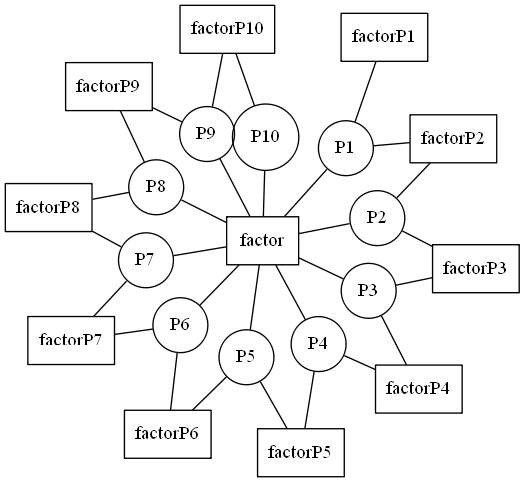 factorP10
factorP1
factorP9
P9
P10
P1
factorP2
P8
factorP8
P2
factor
P7
factorP3
P3
P6
factorP7
P4
P5
factorP4
factorP6
factorP5